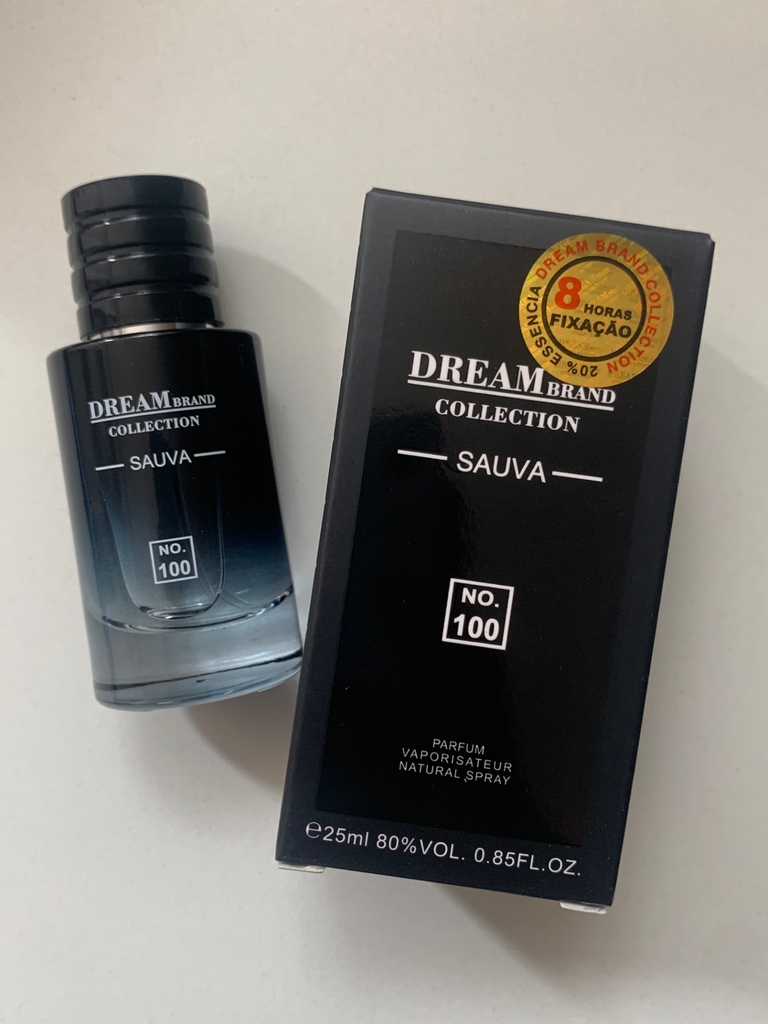 DREAM BRAND
COLLECTION
SAUVA
NO.
100
DREAM BRAND COLLECTION
20% ESSENCIA
8 HORAS
FIXAÇÃO
DREAM BRAND
COLLECTION
SAUVA
NO.
100
PARFUM
VAPORISATEUR
NATURAL SPRAY
℮25ml 80%VOL. 0.85FL.OZ.